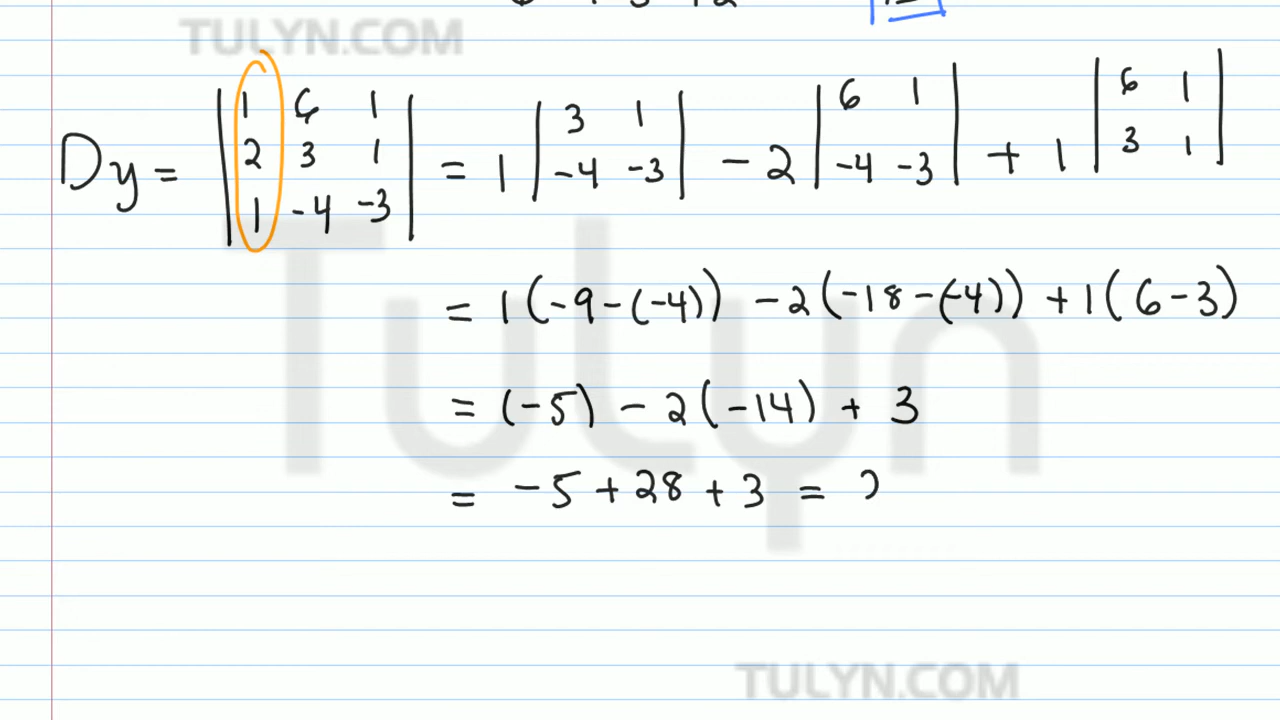 TULYN.COM
Dy = | 1 6 1 | = 1 | 3 1 | - 2 | 6 1 | + 1 | 6 1 |
| 2 3 1 | | -4 -3 | | -4 -3 | | 3 1 |
| 1 -4 -3 |
= 1(-9-(-4)) - 2(-18-(-4)) + 1(6-3)
= (-5) - 2(-14) + 3
= -5 + 28 + 3 =
Tulyn
TULYN.COM